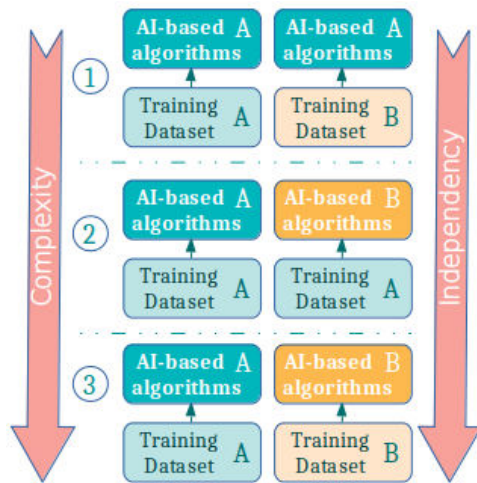 AI-based A
algorithms
AI-based A
algorithms
1
Training
Dataset A
Training
Dataset B
Complexity
Independency
AI-based A
algorithms
AI-based B
algorithms
2
Training
Dataset A
Training
Dataset A
AI-based A
algorithms
AI-based B
algorithms
3
Training
Dataset A
Training
Dataset B